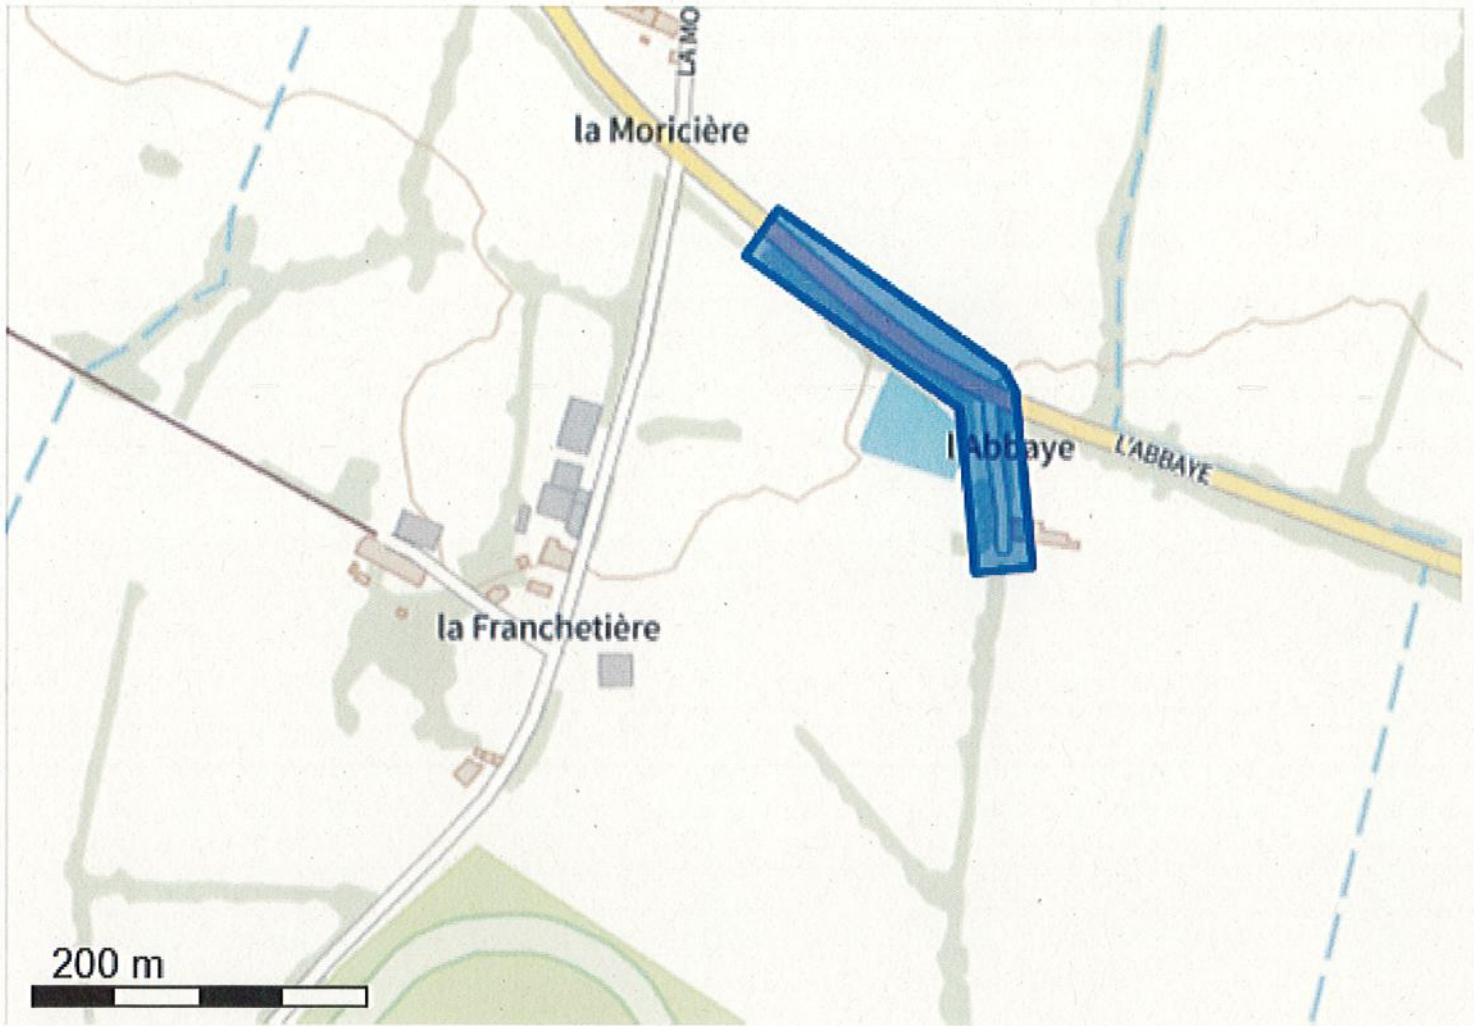 LA MO
la Moricière
l'Abbaye
L'ABBAYE
la Franchetière
200 m